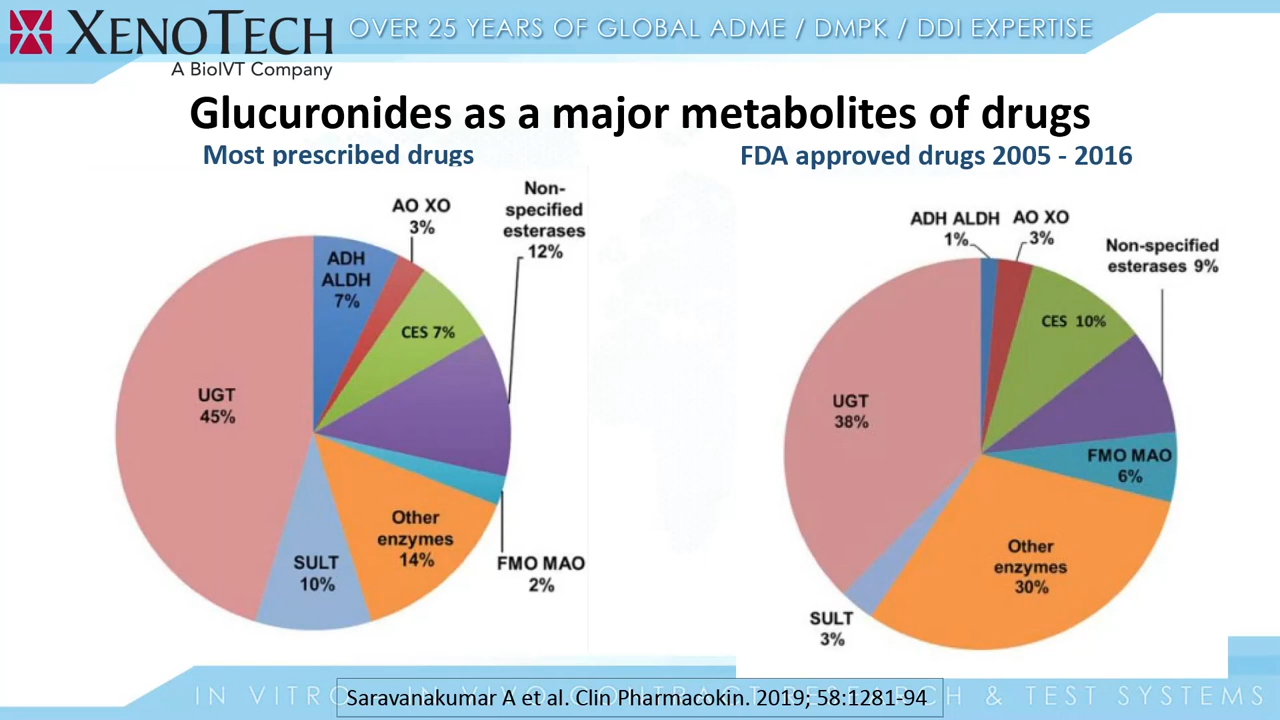 XENOTECH
A BioIVT Company
OVER 25 YEARS OF GLOBAL ADME / DMPK / DDI EXPERTISE
Glucuronides as a major metabolites of drugs
Most prescribed drugs
AO XO
3%
Non-
specified
esterases
12%
ADH
ALDH
7%
CES 7%
UGT
45%
Other
enzymes
14%
SULT
10%
FMO MAO
2%
FDA approved drugs 2005 - 2016
ADH ALDH
1%
AO XO
3%
Non-specified
esterases 9%
CES 10%
UGT
38%
FMO MAO
6%
Other
enzymes
30%
SULT
3%
Saravanakumar A et al. Clin Pharmacokin. 2019; 58:1281-94
IN VITRO
& TEST SYSTEMS